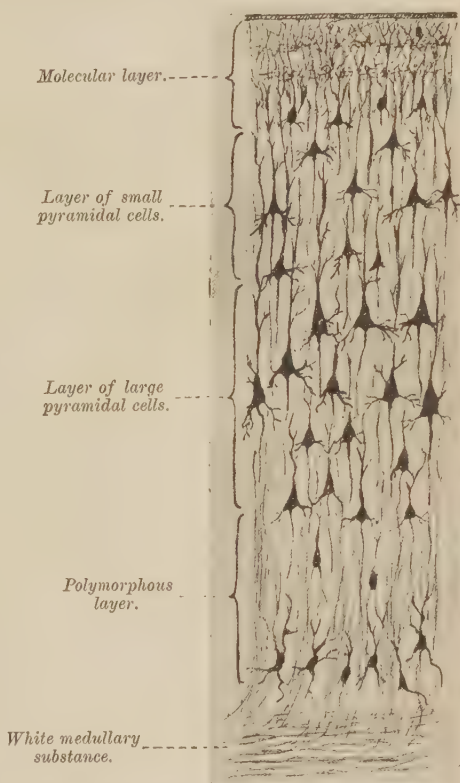 Molecular layer.
Layer of small
pyramidal cells.
Layer of large
pyramidal cells.
Polymorphous
layer.
White medullary
substance.